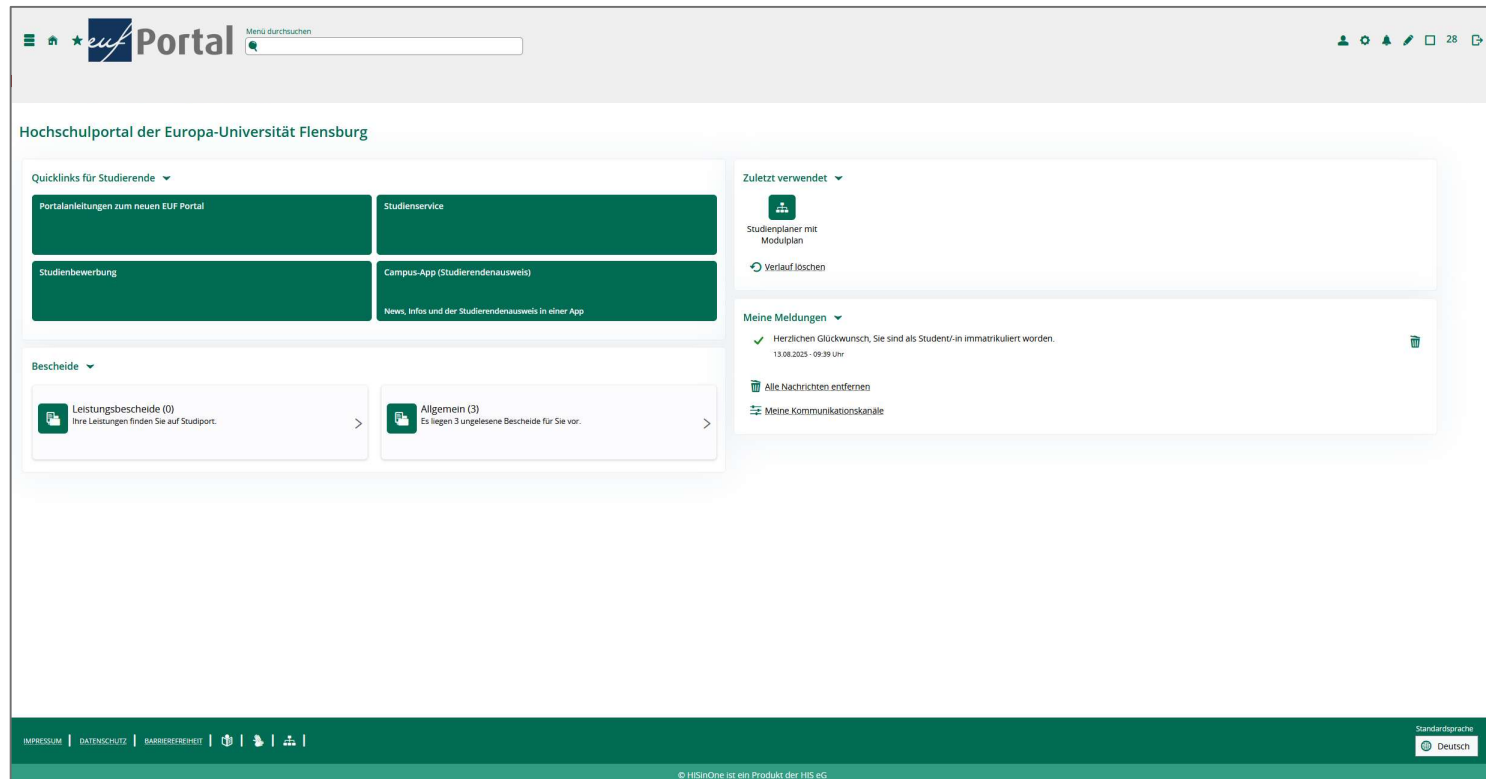 euf Portal
Menü durchsuchen
28
Hochschulportal der Europa-Universität Flensburg
Quicklinks für Studierende
Portalanleitungen zum neuen EUF Portal
Studienservice
Studienbewerbung
Campus-App (Studierendenausweis)
News, Infos und der Studierendenausweis in einer App
Bescheide
Leistungsbescheide (0)
Ihre Leistungen finden Sie auf Studiport.
Allgemein (3)
Es liegen 3 ungelesene Bescheide für Sie vor.
Zuletzt verwendet
Studienplaner mit
Modulplan
Verlauf löschen
Meine Meldungen
Herzlichen Glückwunsch, Sie sind als Student/-in immatrikuliert worden.
13.08.2025 - 09:39 Uhr
Alle Nachrichten entfernen
Meine Kommunikationskanäle
IMPRESSUM | DATENSCHUTZ | BARRIEREFREIHEIT
Standardsprache
Deutsch
© HISinOne ist ein Produkt der HIS eG